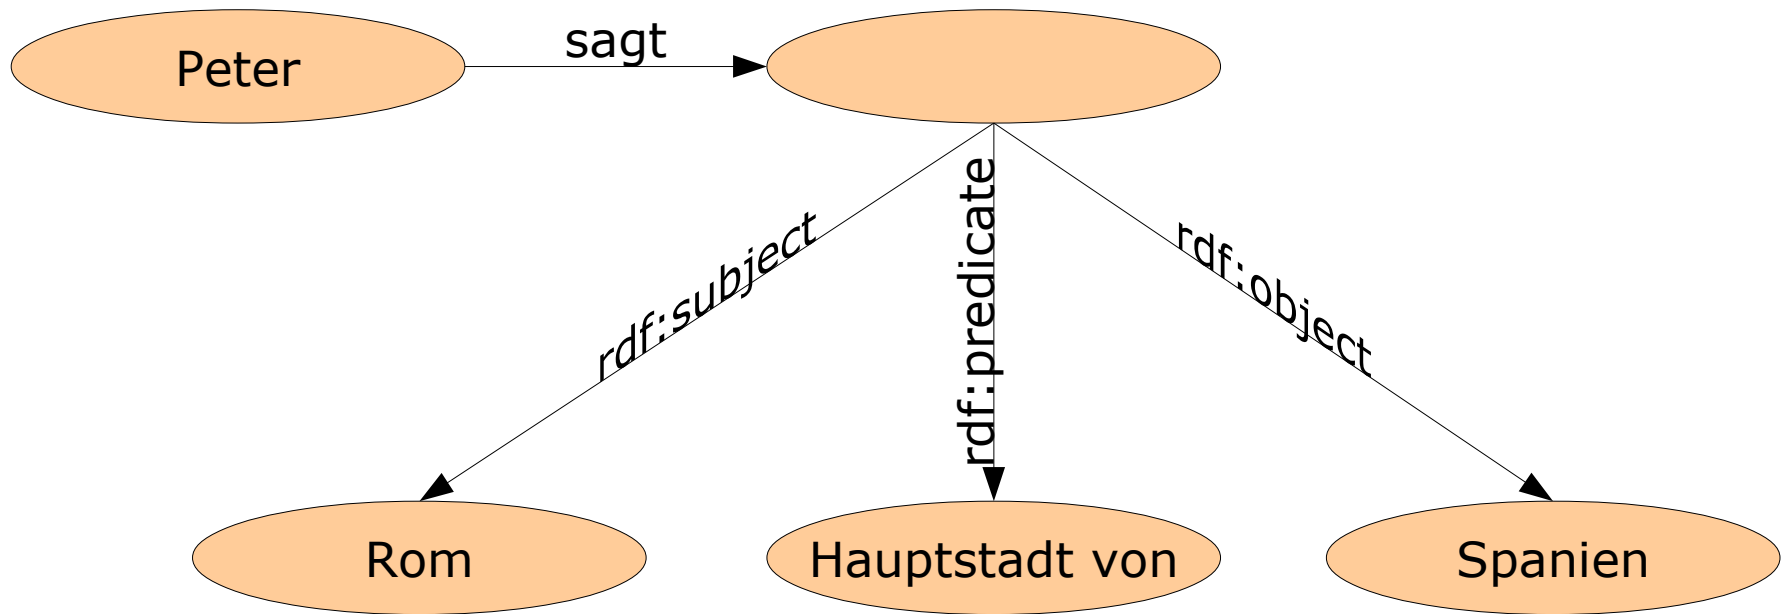 Peter
sagt
rdf:subject
rdf:predicate
rdf:object
Rom
Hauptstadt von
Spanien